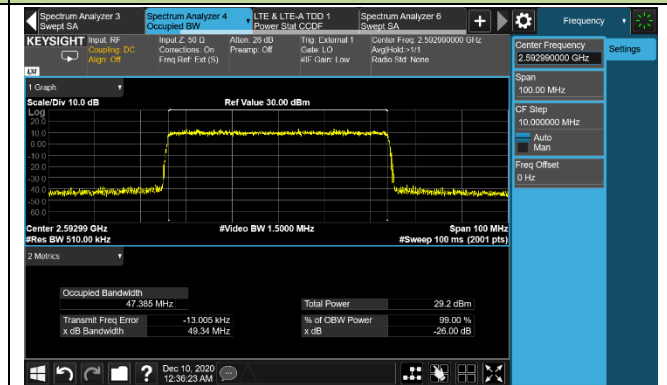 Spectrum Analyzer 3
Swept SA
Spectrum Analyzer 4
Occupied BW
LTE & LTE-A TDD 1
Power Stat CCDF
Spectrum Analyzer 6
Swept SA
+
Frequency
KEYSIGHT
Input: RF
Coupling: DC
Align: Off
Input Z: 50 Ω
Corrections: On
Freq Ref: Ext (S)
Atten: 26 dB
Preamp: Off
Trig: External 1
Gate: LO
#IF Gain: Low
Center Freq: 2.592990000 GHz
Avg|Hold:>1/1
Radio Std: None
LXI
Center Frequency
2.592990000 GHz
Settings
Span
100.00 MHz
CF Step
10.000000 MHz
Auto
Man
Freq Offset
0 Hz
1 Graph
Scale/Div 10.0 dB
Ref Value 30.00 dBm
Log
20.0
10.0
0.00
-10.0
-20.0
-30.0
-40.0
-50.0
-60.0
Center 2.59299 GHz
#Video BW 1.5000 MHz
Span 100 MHz
#Res BW 510.00 kHz
#Sweep 100 ms (2001 pts)
2 Metrics
Occupied Bandwidth
47.385 MHz
Total Power
29.2 dBm
Transmit Freq Error
-13.005 kHz
% of OBW Power
99.00 %
x dB Bandwidth
49.34 MHz
x dB
-26.00 dB
?
Dec 10, 2020
12:36:23 AM